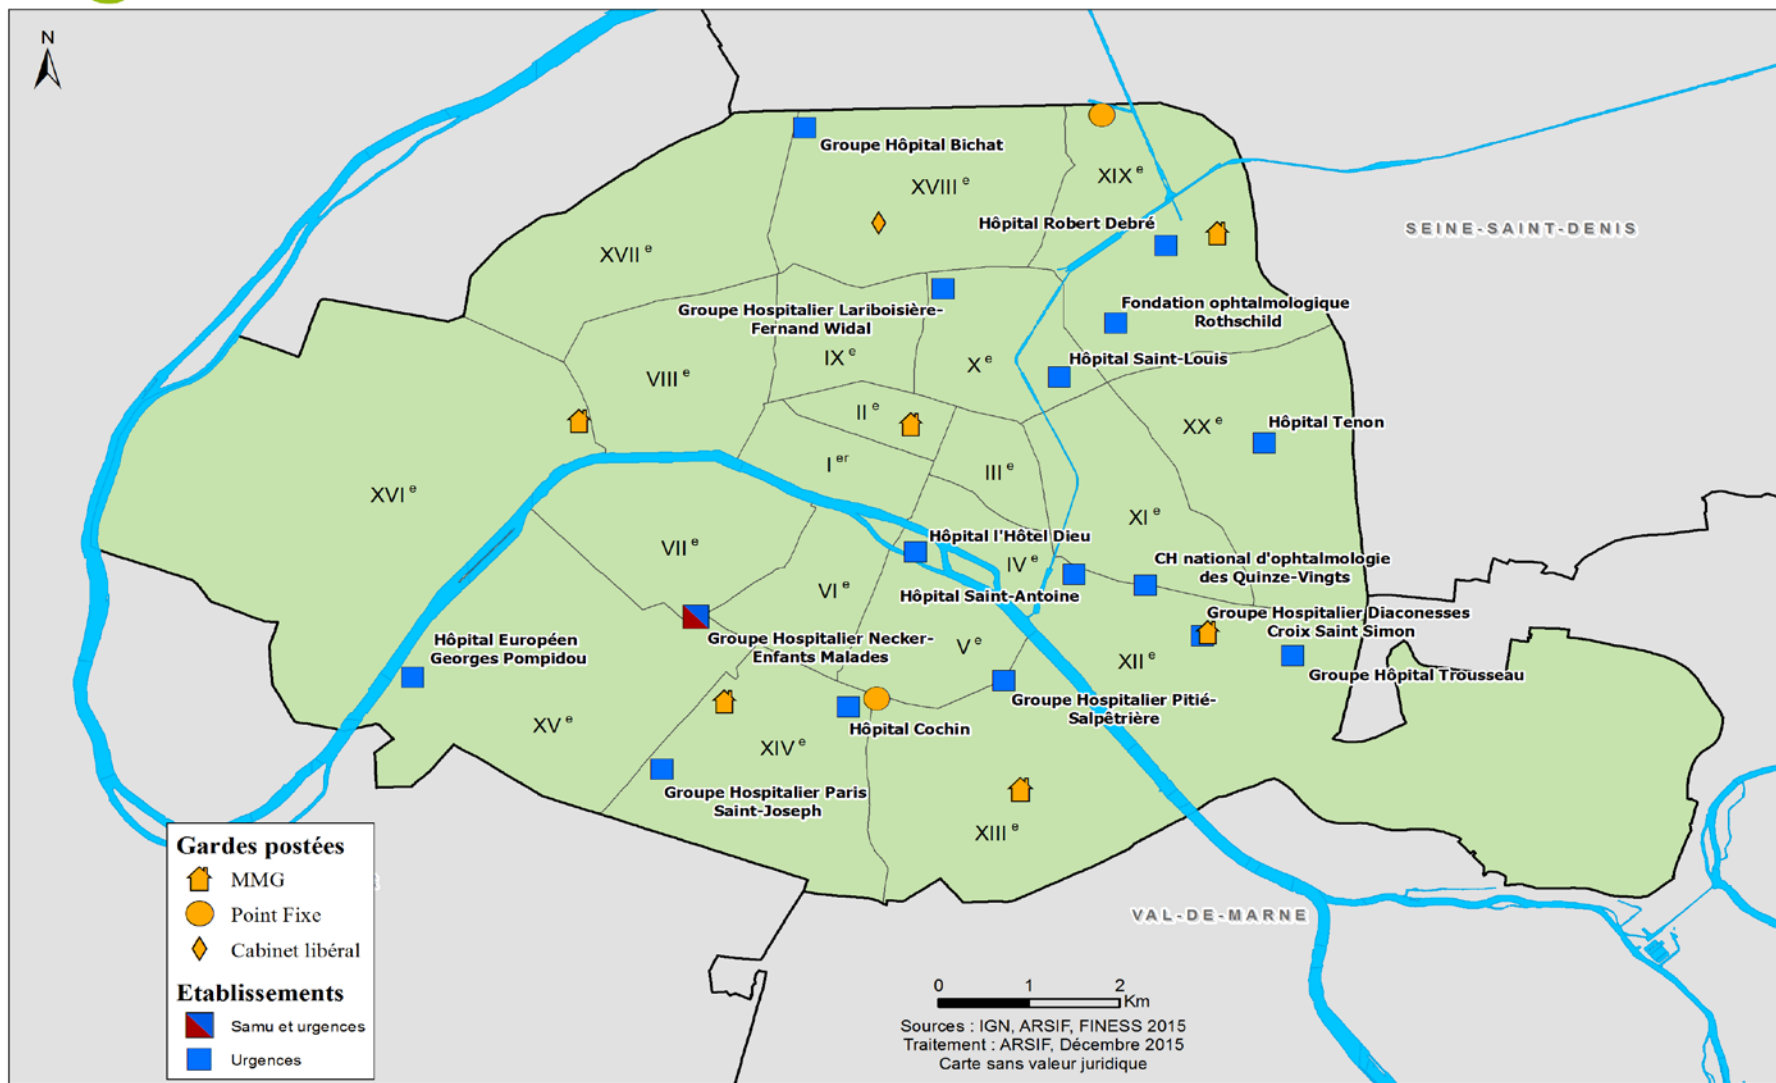 N
Groupe Hôpital Bichat
XVIII e
XIX e
Hôpital Robert Debré
SEINE-SAINT-DENIS
XVII e
Groupe Hospitalier Lariboisière-
Fernand Widal
Fondation ophtalmologique
Rothschild
IX e
X e
Hôpital Saint-Louis
VIII e
II e
XX e
Hôpital Tenon
I er
III e
XVI e
XI e
VII e
Hôpital l'Hôtel Dieu
IV e
CH national d'ophtalmologie
des Quinze-Vingts
VI e
Hôpital Saint-Antoine
Groupe Hospitalier Diaconesses
Croix Saint Simon
Hôpital Européen
Georges Pompidou
Groupe Hospitalier Necker-
Enfants Malades
V e
XII e
Groupe Hôpital Trousseau
Groupe Hospitalier Pitié-
Salpêtrière
XV e
XIV e
Hôpital Cochin
Groupe Hospitalier Paris
Saint-Joseph
XIII e
Gardes postées
MMG
Point Fixe
Cabinet libéral
Etablissements
Samu et urgences
Urgences
VAL-DE-MARNE
0 1 2
Km
Sources : IGN, ARSIF, FINESS 2015
Traitement : ARSIF, Décembre 2015
Carte sans valeur juridique